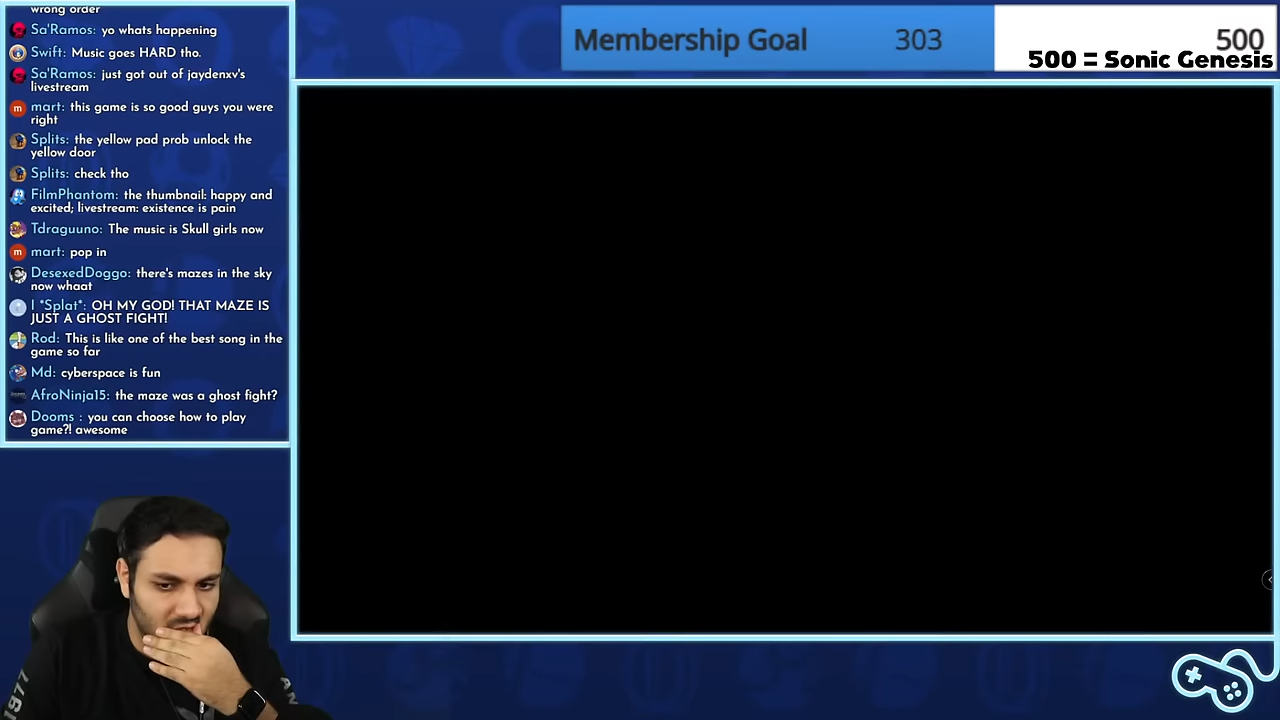 wrong order
Sa'Ramos: yo whats happening
Swift: Music goes HARD tho.
Sa'Ramos: just got out of jaydenxv's
livestream
mart: this game is so good guys you were
right
Splits: the yellow pad prob unlock the
yellow door
Splits: check tho
FilmPhantom: the thumbnail: happy and
excited; livestream: existence is pain
Tdraguuno: The music is Skull girls now
mart: pop in
DesexedDoggo: there's mazes in the sky
now whaat
I *Splat*: OH MY GOD! THAT MAZE IS
JUST A GHOST FIGHT!
Rod: This is like one of the best song in the
game so far
Md: cyberspace is fun
AfroNinja15: the maze was a ghost fight?
Dooms : you can choose how to play
game?! awesome
Membership Goal 303 500
500 = Sonic Genesis